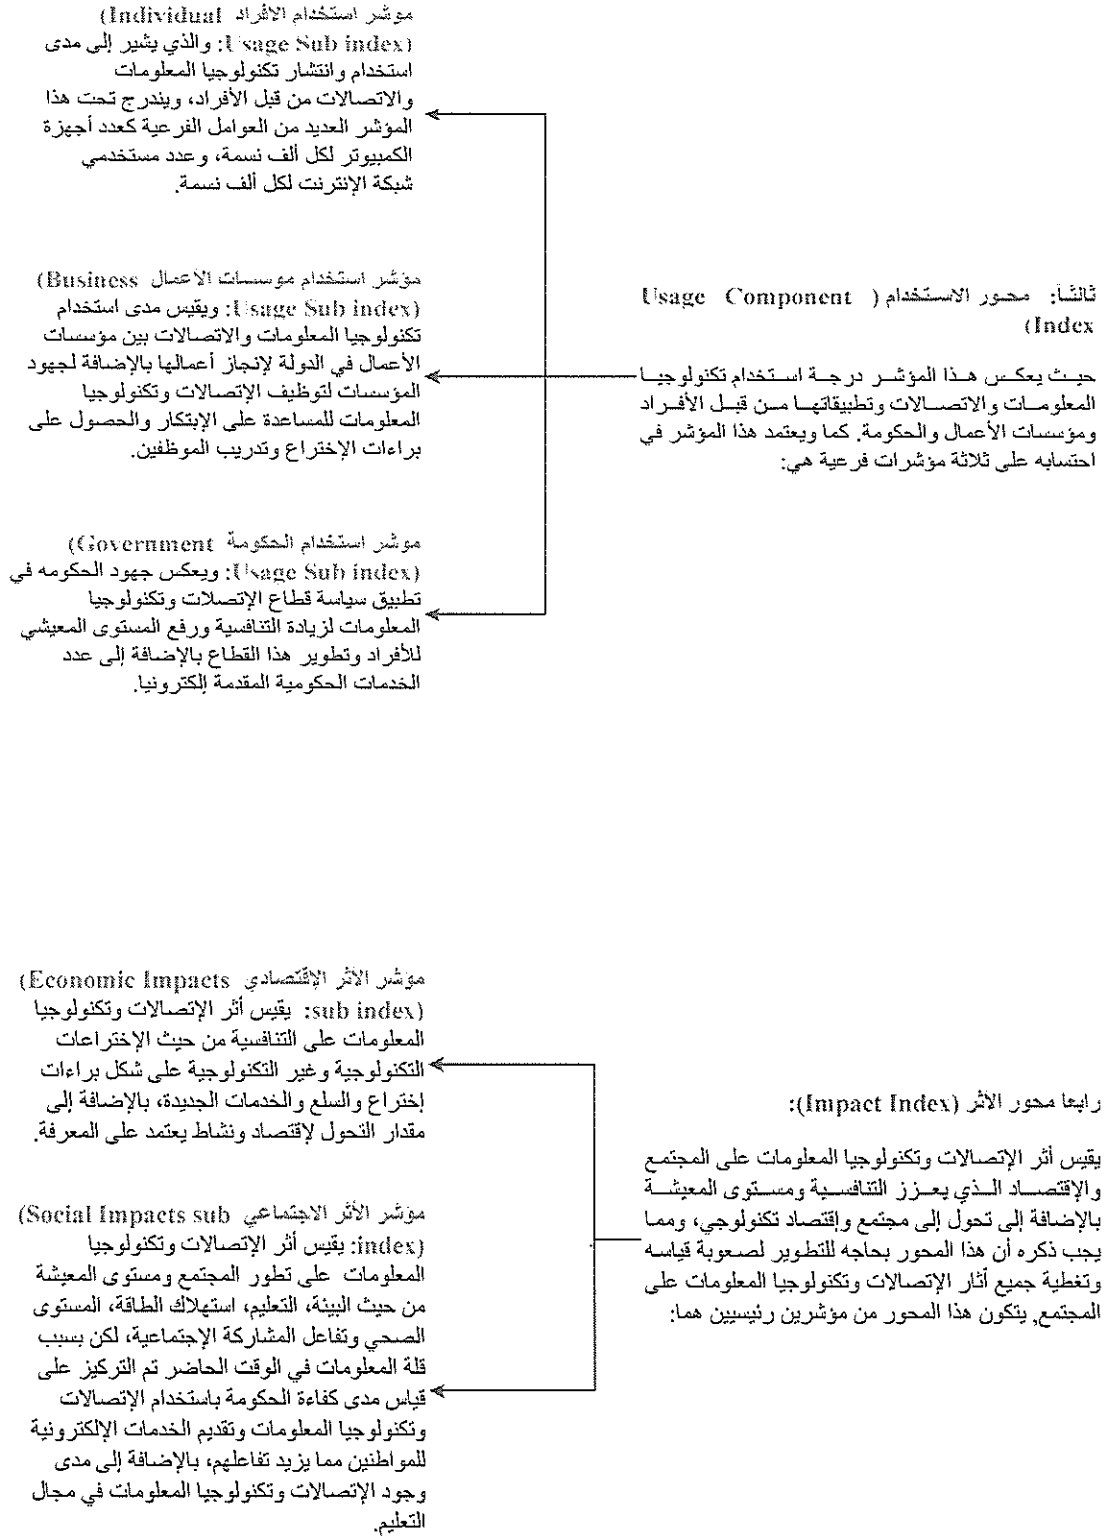 ثالثاً: محور الاستخدام ( Usage Component
Index)
حيث يعكس هذا المؤشر درجة استخدام تكنولوجيا
المعلومات والاتصالات وتطبيقاتها من قبل الأفراد
ومؤسسات الأعمال والحكومة. كما ويعتمد هذا المؤشر في
احتسابه على ثلاثة مؤشرات فرعية هي:
مؤشر استخدام الافراد Individual)
(Usage Sub index: والذي يشير إلى مدى
استخدام وانتشار تكنولوجيا المعلومات
والاتصالات من قبل الأفراد، ويندرج تحت هذا
المؤشر العديد من العوامل الفرعية كعدد أجهزة
الكمبيوتر لكل ألف نسمة، وعدد مستخدمي
شبكة الإنترنت لكل ألف نسمة.
مؤشر استخدام مؤسسات الاعمال Business)
(Usage Sub index: ويقيس مدى استخدام
تكنولوجيا المعلومات والاتصالات بين مؤسسات
الأعمال في الدولة لإنجاز أعمالها بالإضافة لجهود
المؤسسات لتوظيف الإتصالات وتكنولوجيا
المعلومات للمساعدة على الإبتكار والحصول على
براءات الإختراع وتدريب الموظفين.
موشر استخدام الحكومة Government)
(Usage Sub index: ويعكس جهود الحكومه في
تطبيق سياسة قطاع الإتصلات وتكنولوجيا
المعلومات لزيادة التنافسية ورفع المستوى المعيشي
للأفراد وتطوير هذا القطاع بالإضافة إلى عدد
الخدمات الحكومية المقدمة إلكترونيا.
رابعا محور الأثر (Impact Index):
يقيس أثر الإتصالات وتكنولوجيا المعلومات على المجتمع
والإقتصاد الذي يعزز التنافسية ومستوى المعيشة
بالإضافة إلى تحول إلى مجتمع وإقتصاد تكنولوجي، ومما
يجب ذكره أن هذا المحور بحاجه للتطوير لصعوبة قياسه
وتغطية جميع أثار الإتصالات وتكنولوجيا المعلومات على
المجتمع. يتكون هذا المحور من مؤشرين رئيسيين هما:
مؤشر الأثر الإقتصادي Economic Impacts)
(sub index: يقيس أثر الإتصالات وتكنولوجيا
المعلومات على التنافسية من حيث الإختراعات
التكنولوجية وغير التكنولوجية على شكل براءات
إختراع والسلع والخدمات الجديدة، بالإضافة إلى
مقدار التحول لإقتصاد ونشاط يعتمد على المعرفة.
مؤشر الأثر الاجتماعي Social Impacts sub)
(index: يقيس أثر الإتصالات وتكنولوجيا
المعلومات على تطور المجتمع ومستوى المعيشة
من حيث البيئة، التعليم، استهلاك الطاقة، المستوى
الصحي وتفاعل المشاركة الإجتماعية، لكن بسبب
قلة المعلومات في الوقت الحاضر تم التركيز على
قياس مدى كفاءة الحكومة باستخدام الإتصالات
وتكنولوجيا المعلومات وتقديم الخدمات الإلكترونية
للمواطنين مما يزيد تفاعلهم، بالإضافة إلى مدى
وجود الإتصالات وتكنولوجيا المعلومات في مجال
التعليم.